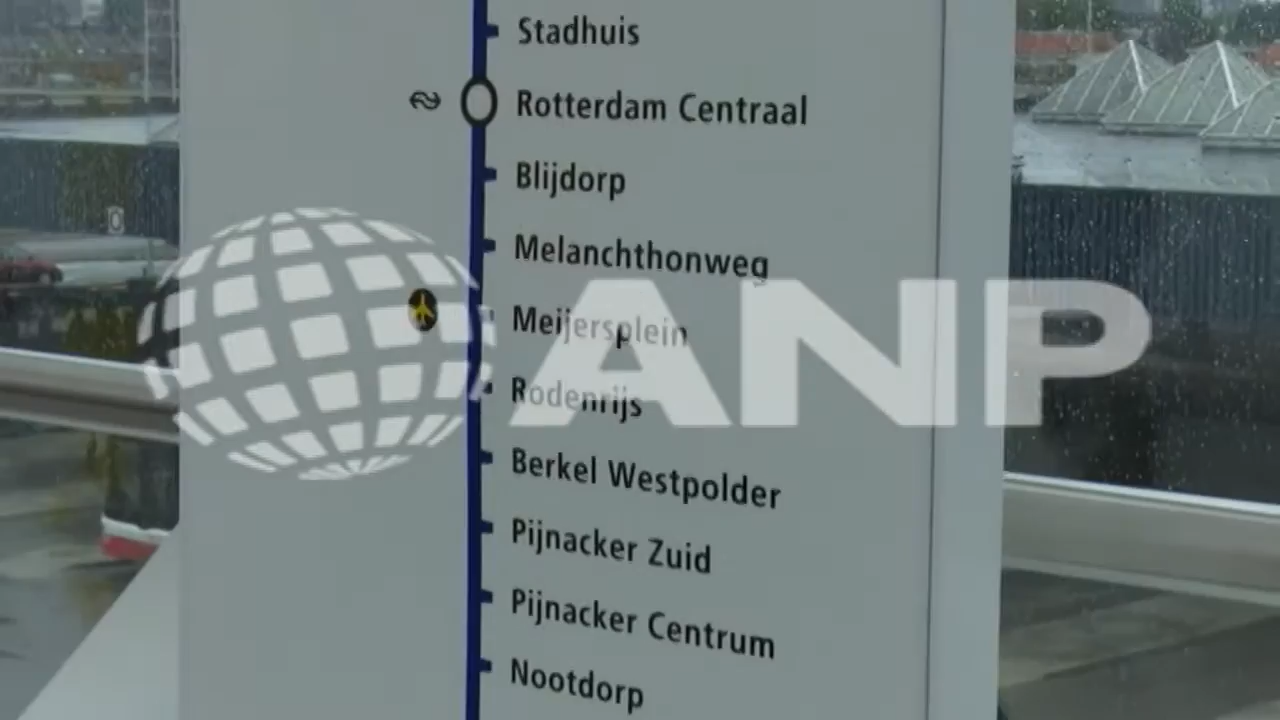 Stadhuis
Rotterdam Centraal
Blijdorp
Melanchthonweg
Meijersplein
Rodenrijs
Berkel Westpolder
Pijnacker Zuid
Pijnacker Centrum
Nootdorp
ANP